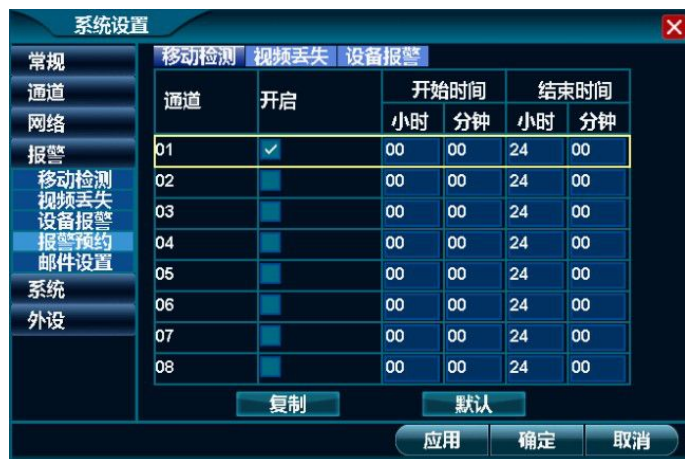 系统设置
常规
通道
网络
报警
移动检测
视频丢失
设备报警
报警预约
邮件设置
系统
外设
移动检测 视频丢失 设备报警
通道 开启 开始时间 结束时间
小时 分钟 小时 分钟
01 00 00 24 00
02 00 00 24 00
03 00 00 24 00
04 00 00 24 00
05 00 00 24 00
06 00 00 24 00
07 00 00 24 00
08 00 00 24 00
复制 默认
应用 确定 取消